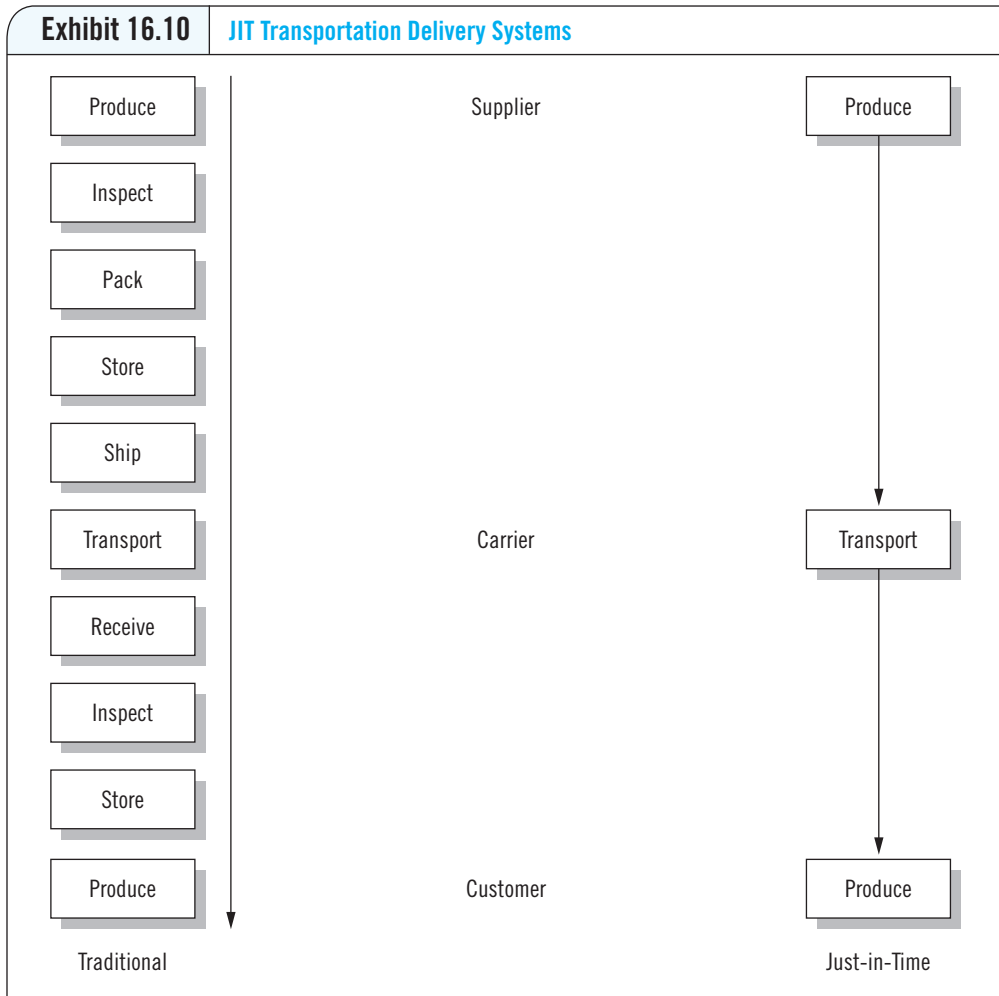 Exhibit 16.10 JIT Transportation Delivery Systems
Produce Supplier Produce
Inspect
Pack
Store
Ship
Transport Carrier Transport
Receive
Inspect
Store
Produce Customer Produce
Traditional Just-in-Time